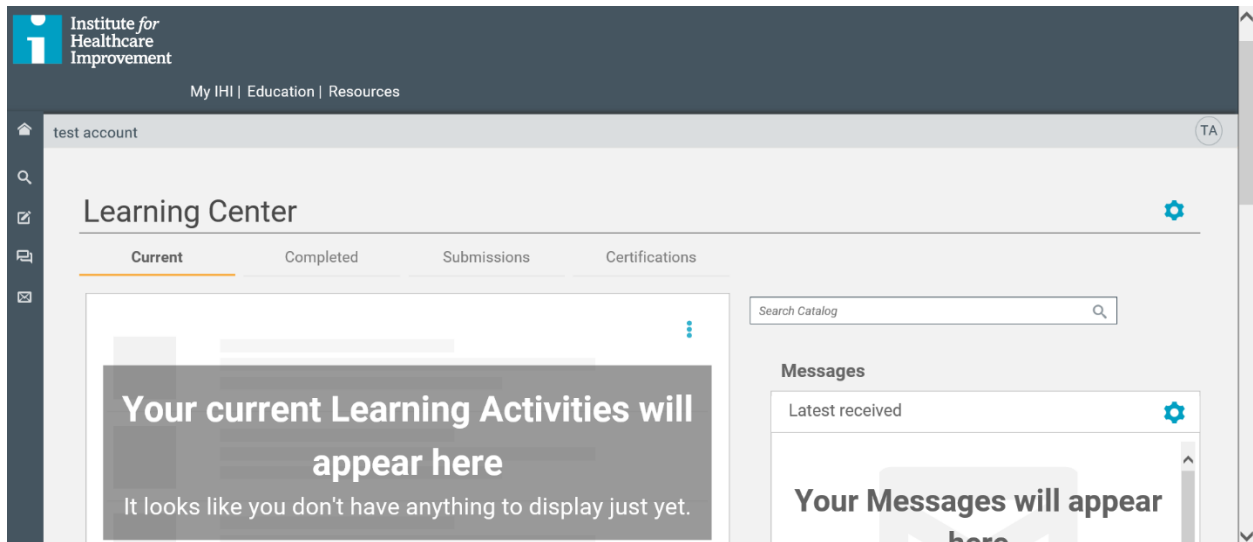 Institute for
Healthcare
Improvement
My IHI | Education | Resources
test account
TA
Learning Center
Current Completed Submissions Certifications
Search Catalog
Messages
Latest received
Your current Learning Activities will
appear here
It looks like you don't have anything to display just yet.
Your Messages will appear
here